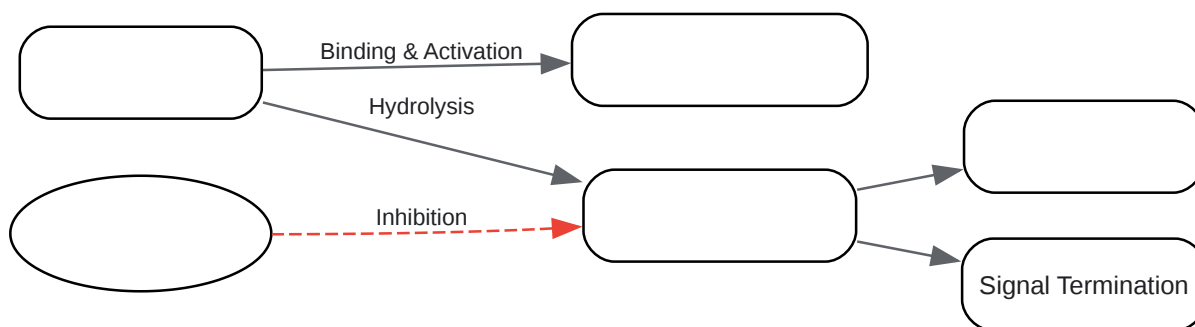 Binding & Activation
Hydrolysis
Inhibition
Signal Termination